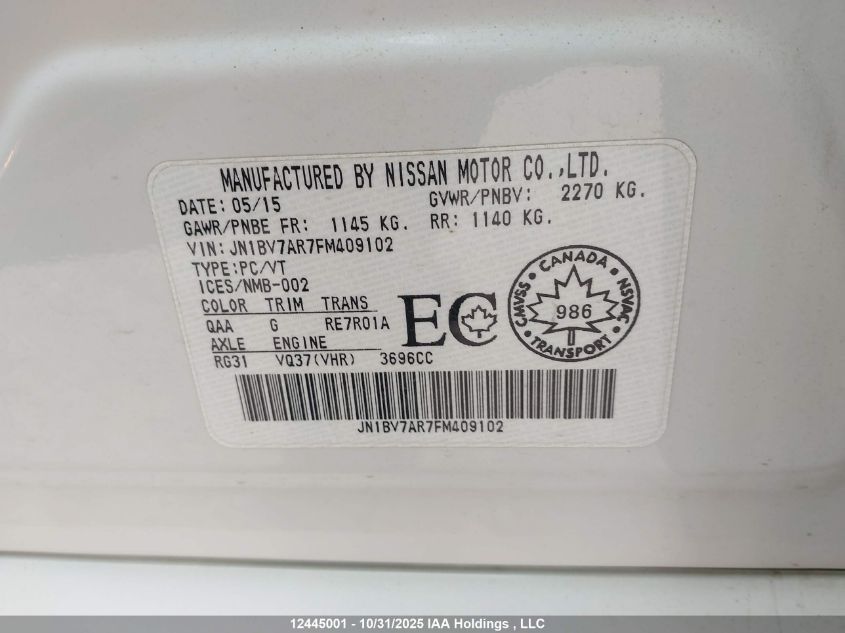 MANUFACTURED BY NISSAN MOTOR CO.,LTD.
DATE: 05/15 GVWR/PNBV: 2270 KG.
GAWR/PNBE FR: 1145 KG. RR: 1140 KG.
VIN: JN1BV7AR7FM409102
TYPE:PC/VT
ICES/NMB-002
COLOR TRIM TRANS
QAA G RE7R01A
AXLE ENGINE
RG31 VQ37(VHR) 3696CC
EC
CANADA
CMVSS NSVAC
986
TRANSPORT
JN1BV7AR7FM409102
12445001 - 10/31/2025 IAA Holdings , LLC